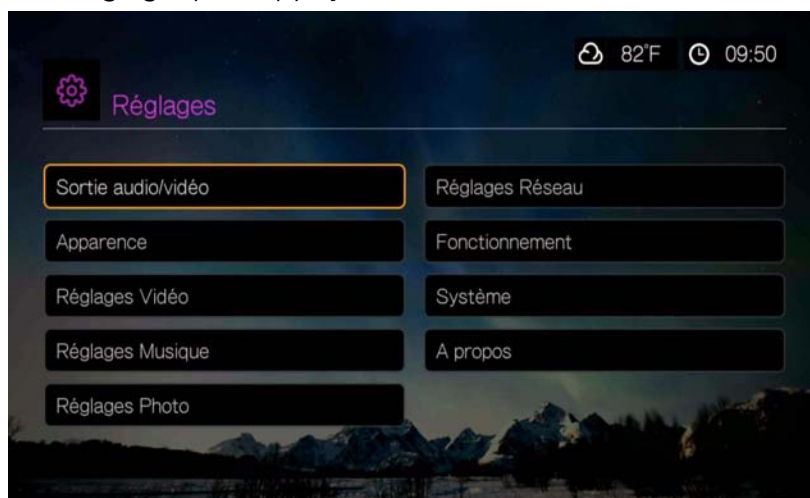 82°F 09:50
Réglages
Sortie audio/vidéo
Apparence
Réglages Vidéo
Réglages Musique
Réglages Photo
Réglages Réseau
Fonctionnement
Système
A propos